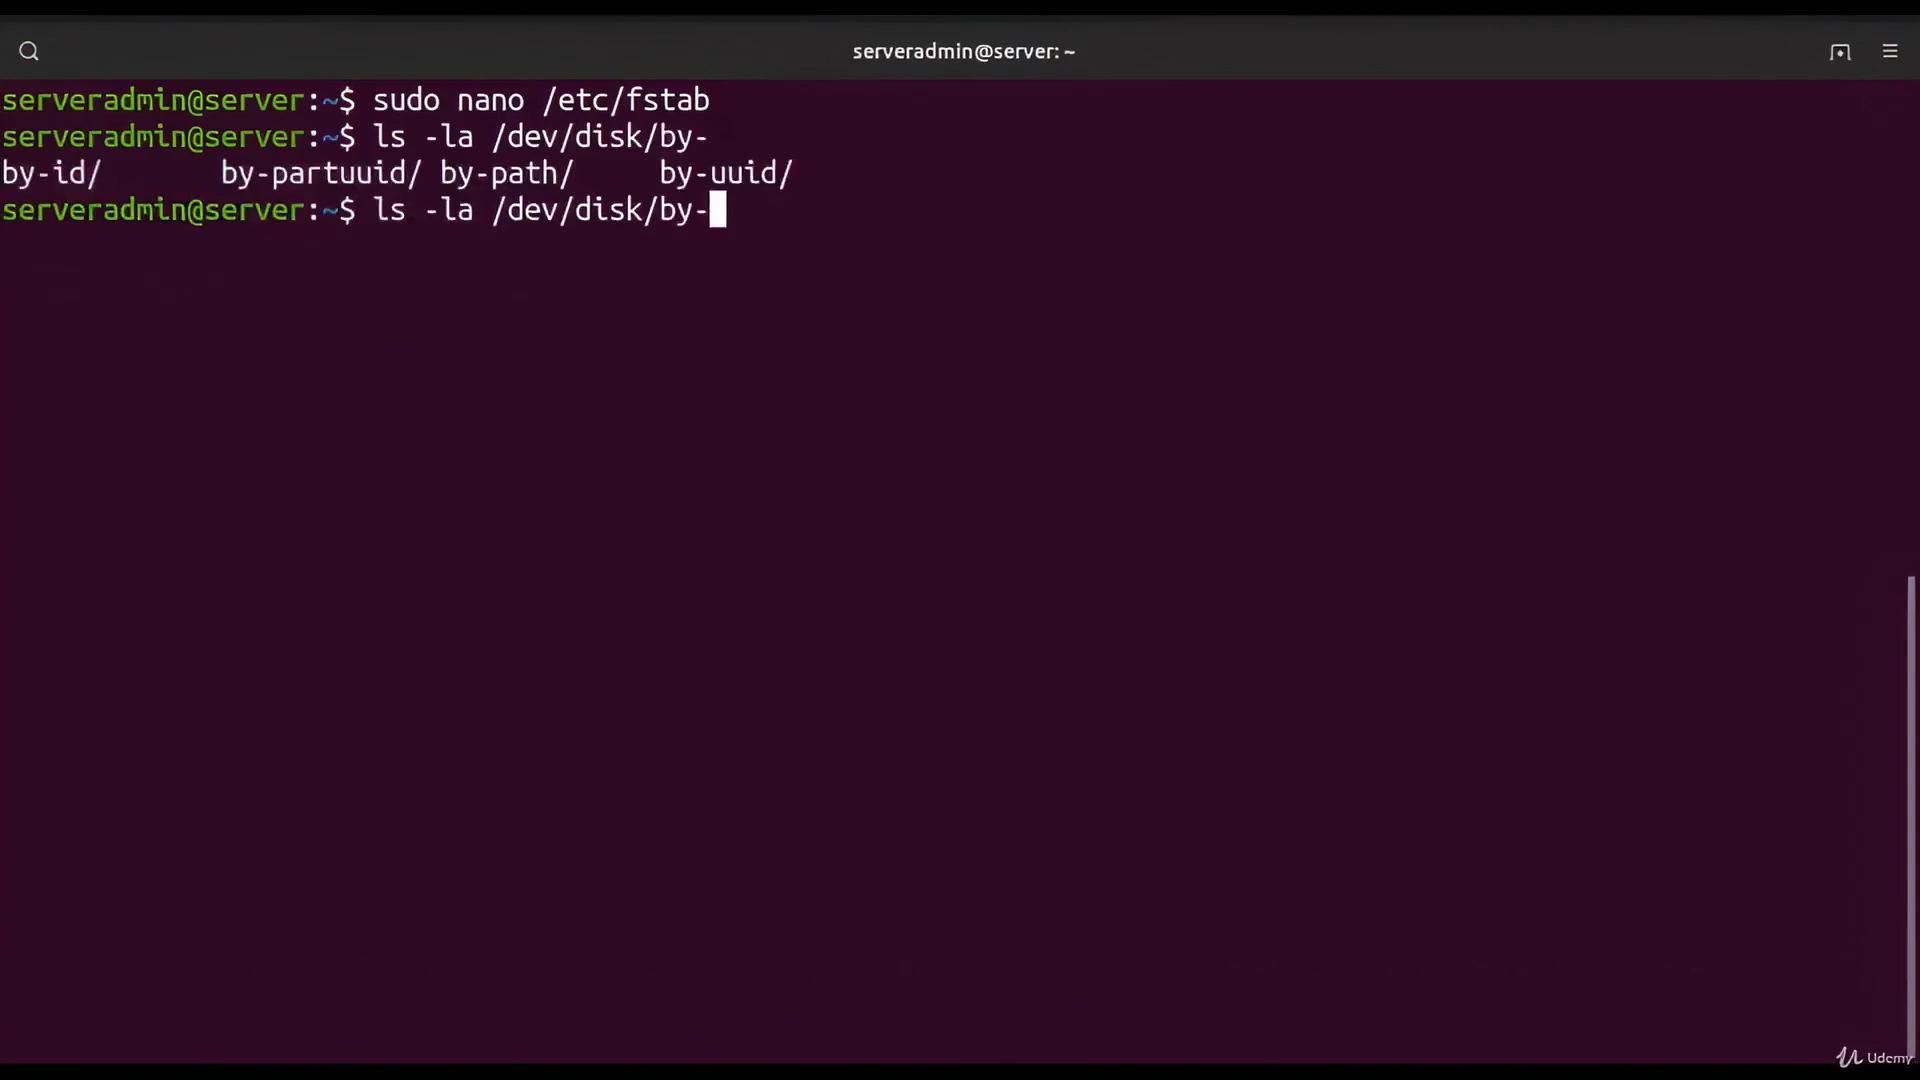 serveradmin@server: ~
serveradmin@server:~$ sudo nano /etc/fstab
serveradmin@server:~$ ls -la /dev/disk/by-
by-id/ by-partuuid/ by-path/ by-uuid/
serveradmin@server:~$ ls -la /dev/disk/by-
Udemy